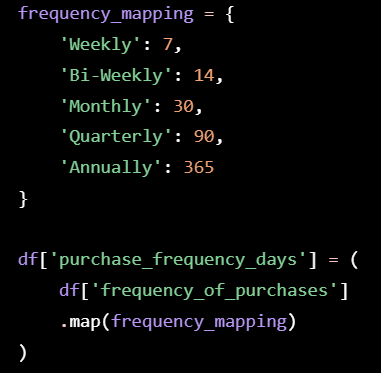 frequency_mapping = {
    'Weekly': 7,
    'Bi-Weekly': 14,
    'Monthly': 30,
    'Quarterly': 90,
    'Annually': 365
}

df['purchase_frequency_days'] = (
    df['frequency_of_purchases']
    .map(frequency_mapping)
)